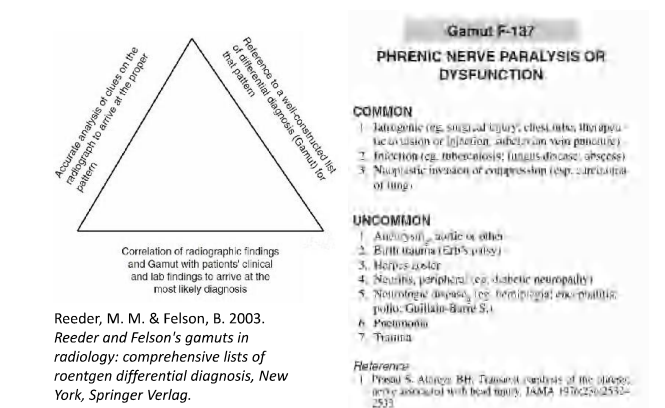 Accurate analysis of clues on the
radiograph to arrive at the proper
pattern
Reference to a well-constructed list
of differential diagnosis (Gamut) for
that pattern
Correlation of radiographic findings
and Gamut with patients' clinical
and lab findings to arrive at the
most likely diagnosis
Reeder, M. M. & Felson, B. 2003.
Reeder and Felson's gamuts in
radiology: comprehensive lists of
roentgen differential diagnosis, New
York, Springer Verlag.
Gamut F-137
PHRENIC NERVE PARALYSIS OR
DYSFUNCTION
COMMON
1. Iatrogenic (eg, surgical injury; chest tube; therapeu-
tic avulsion or injection; subclavian vein puncture)
2. Infection (eg, tuberculosis; fungus disease; abscess)
3. Neoplastic invasion or compression (esp. carcinoma
of lung)
UNCOMMON
1. Aneurysm, aortic or other
2. Birth trauma (Erb's palsy)
3. Herpes zoster
4. Neuritis, peripheral (eg, diabetic neuropathy)
5. Neurologic disease (eg, hemiplegia; encephalitis;
polio; Guillain-Barré S.)
6. Pneumonia
7. Trauma
Reference
1. Prasad S, Athreya BH: Transient paralysis of the phrenic
nerve associated with head injury. JAMA 1976;236:2532–
2533